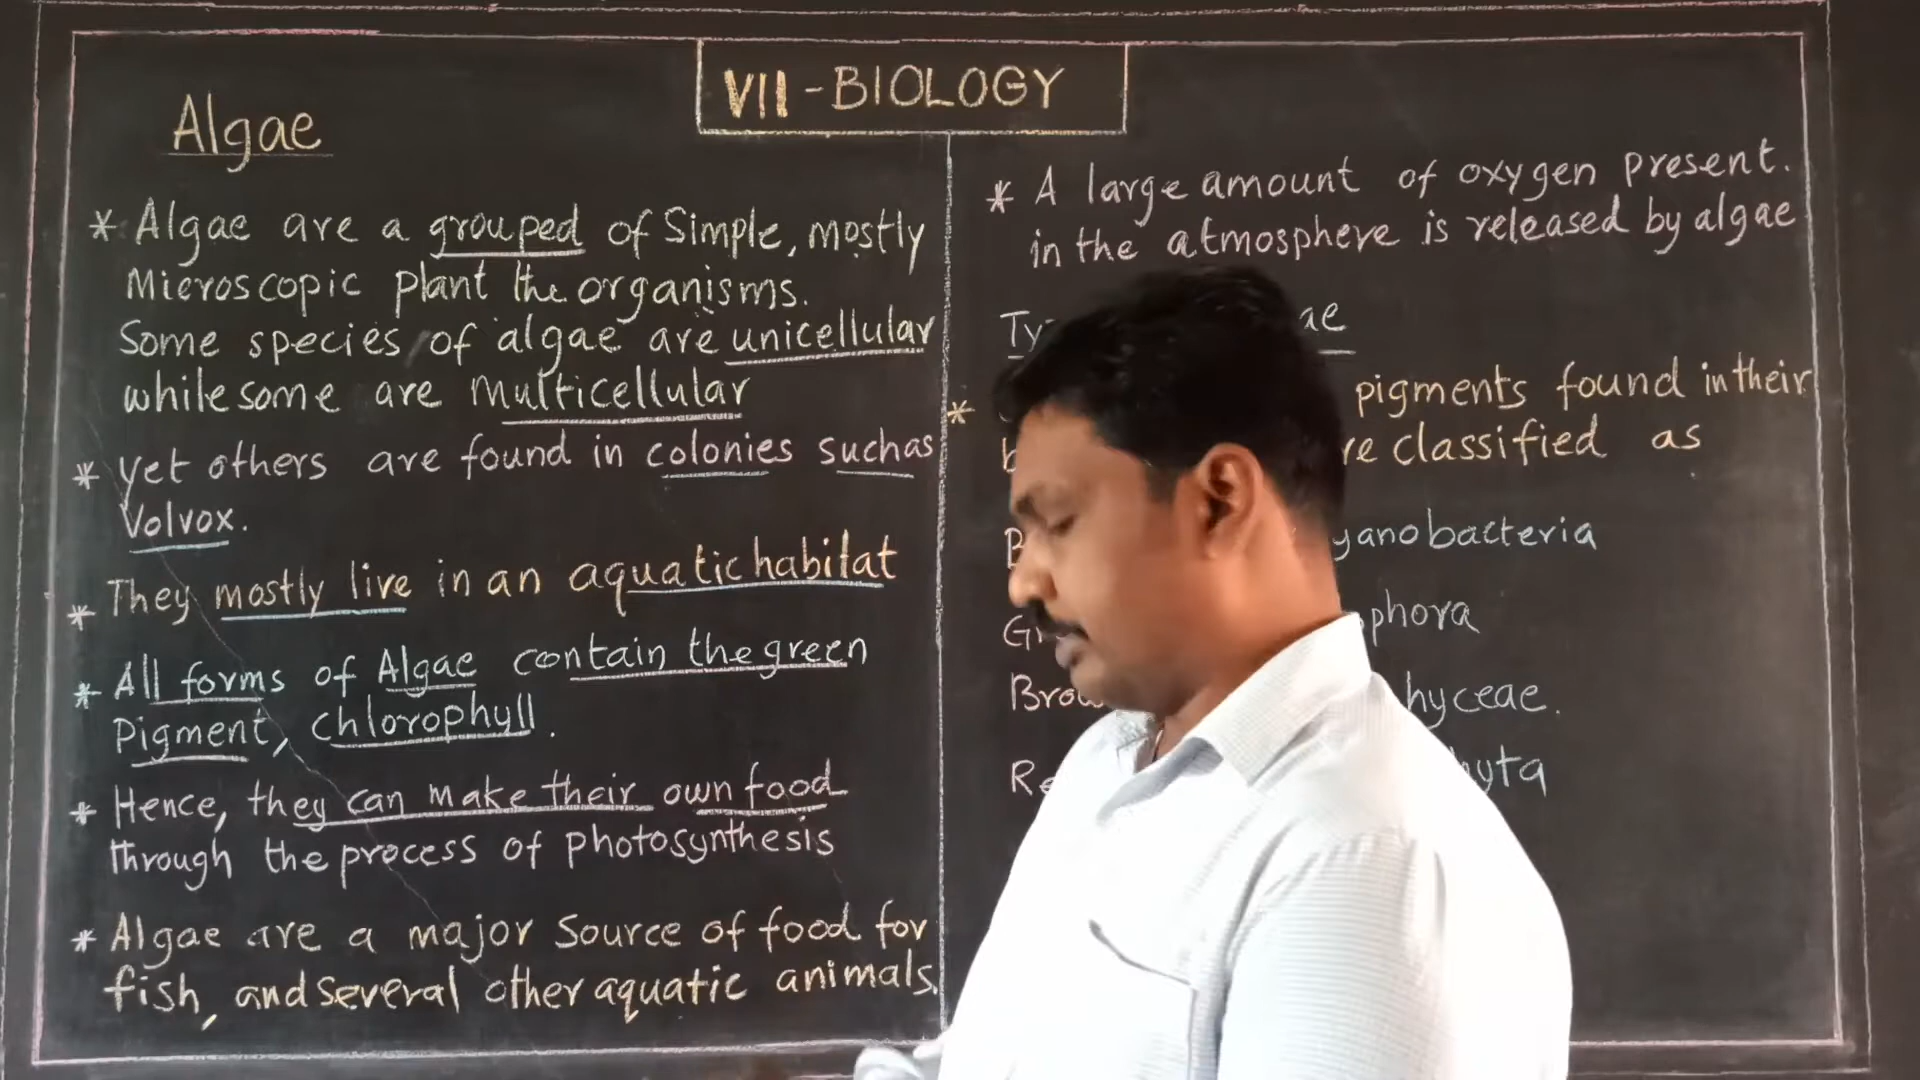 VII - BIOLOGY
Algae
* Algae are a grouped of Simple, mostly
Microscopic plant the organisms.
Some species of algae are unicellular
while some are Multicellular
* yet others are found in colonies suchas
Volvox.
* They mostly live in an aquatic habitat
* All forms of Algae contain the green
Pigment, chlorophyll.
* Hence, they can make their own food
through the process of photosynthesis
* Algae are a major Source of food for
fish, and several other aquatic animals.
* A large amount of oxygen present.
in the atmosphere is released by algae
* pigments found in their
classified as